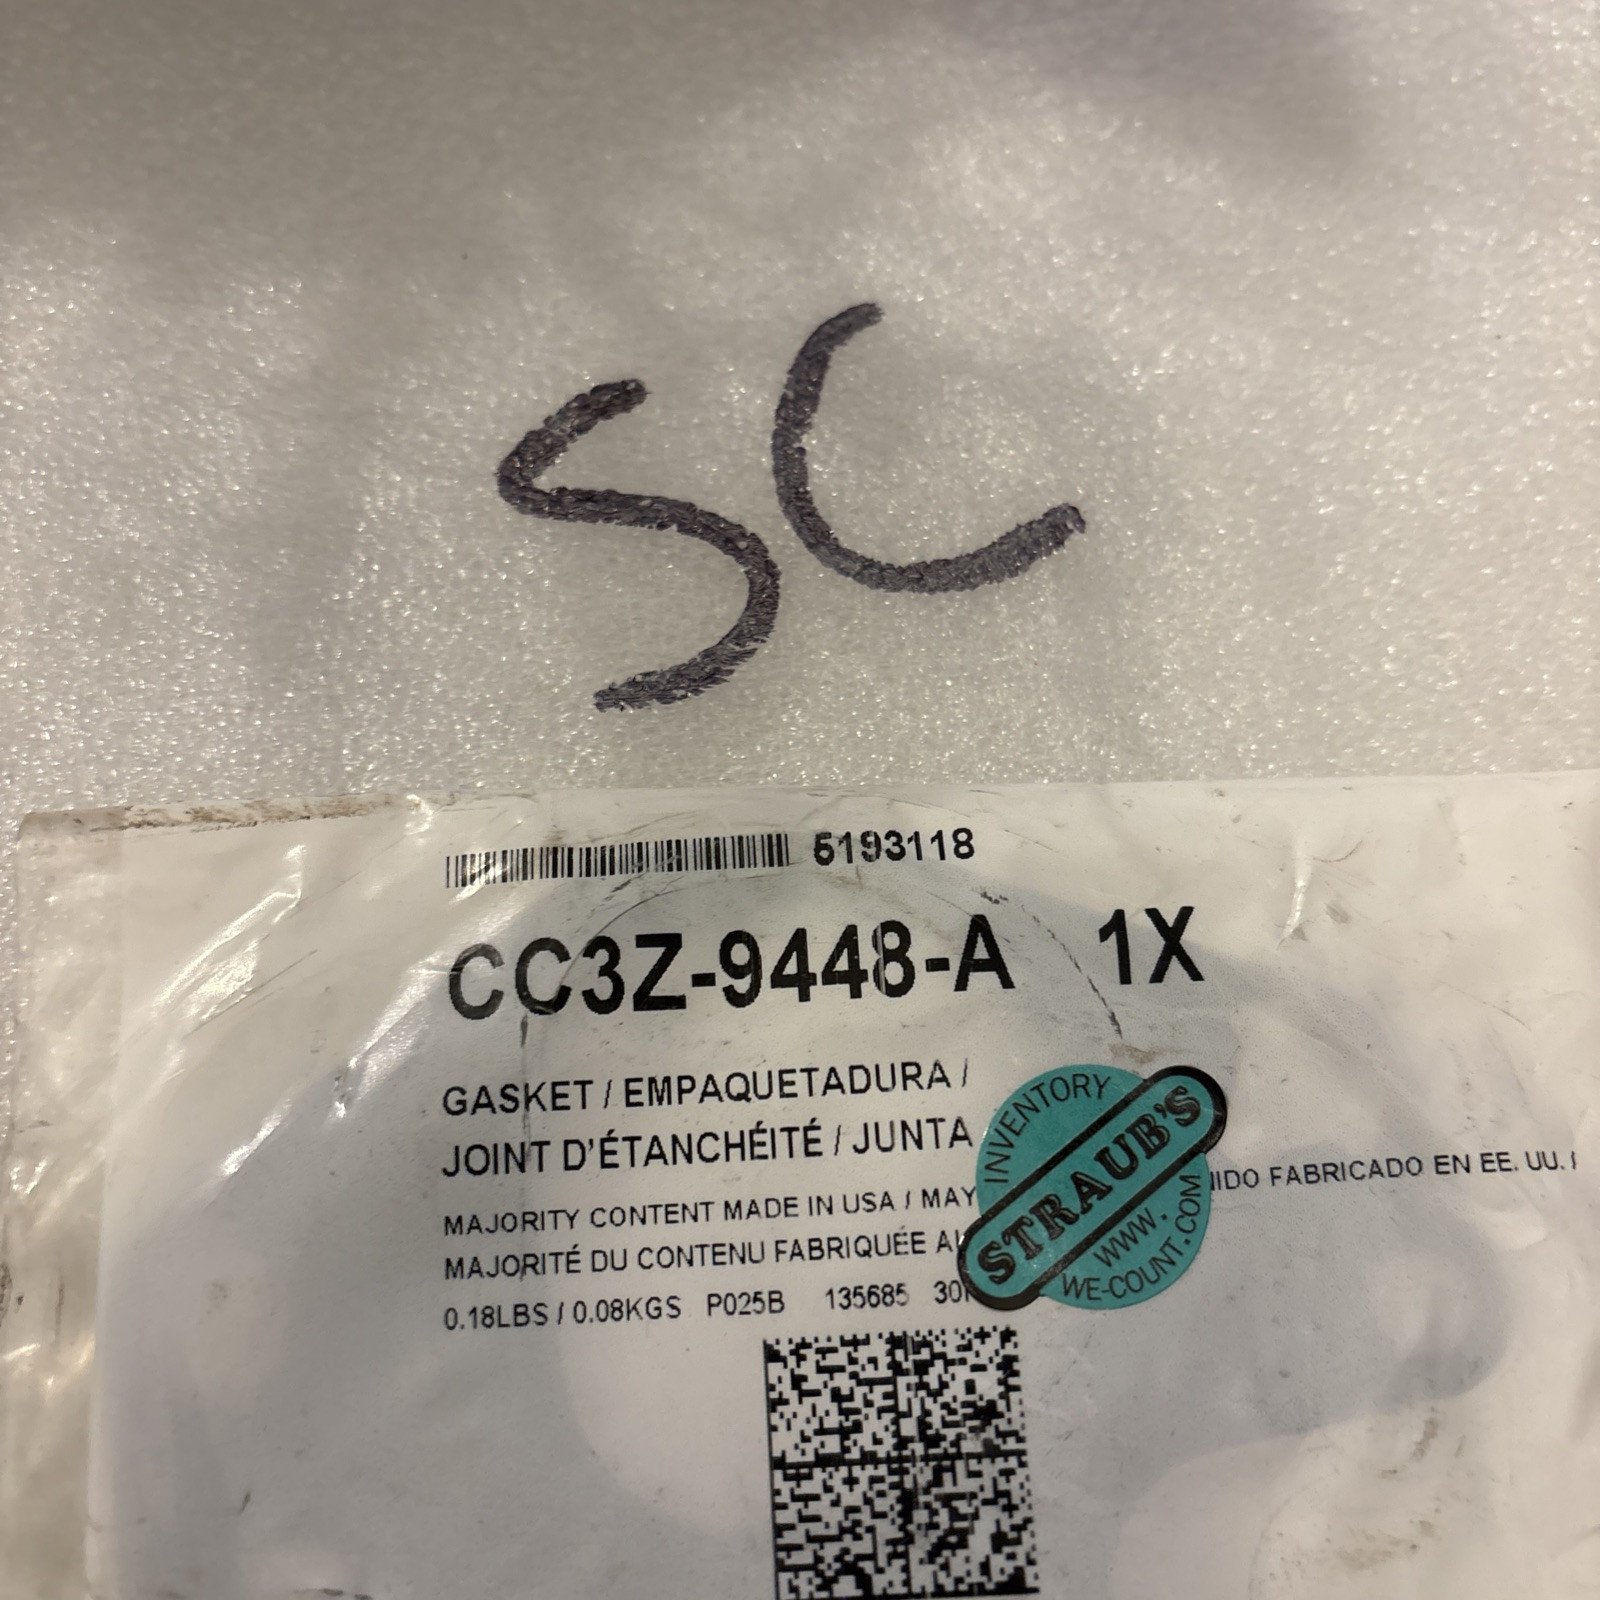 SC
5193118
CC3Z-9448-A 1X
GASKET / EMPAQUETADURA /
JOINT D'ÉTANCHÉITÉ / JUNTA
MAJORITY CONTENT MADE IN USA / MAY NIDO FABRICADO EN EE. UU. /
MAJORITÉ DU CONTENU FABRIQUÉE
0.18LBS / 0.08KGS P025B 135685
INVENTORY
STRAUB'S
WWW.
WE-COUNT.COM